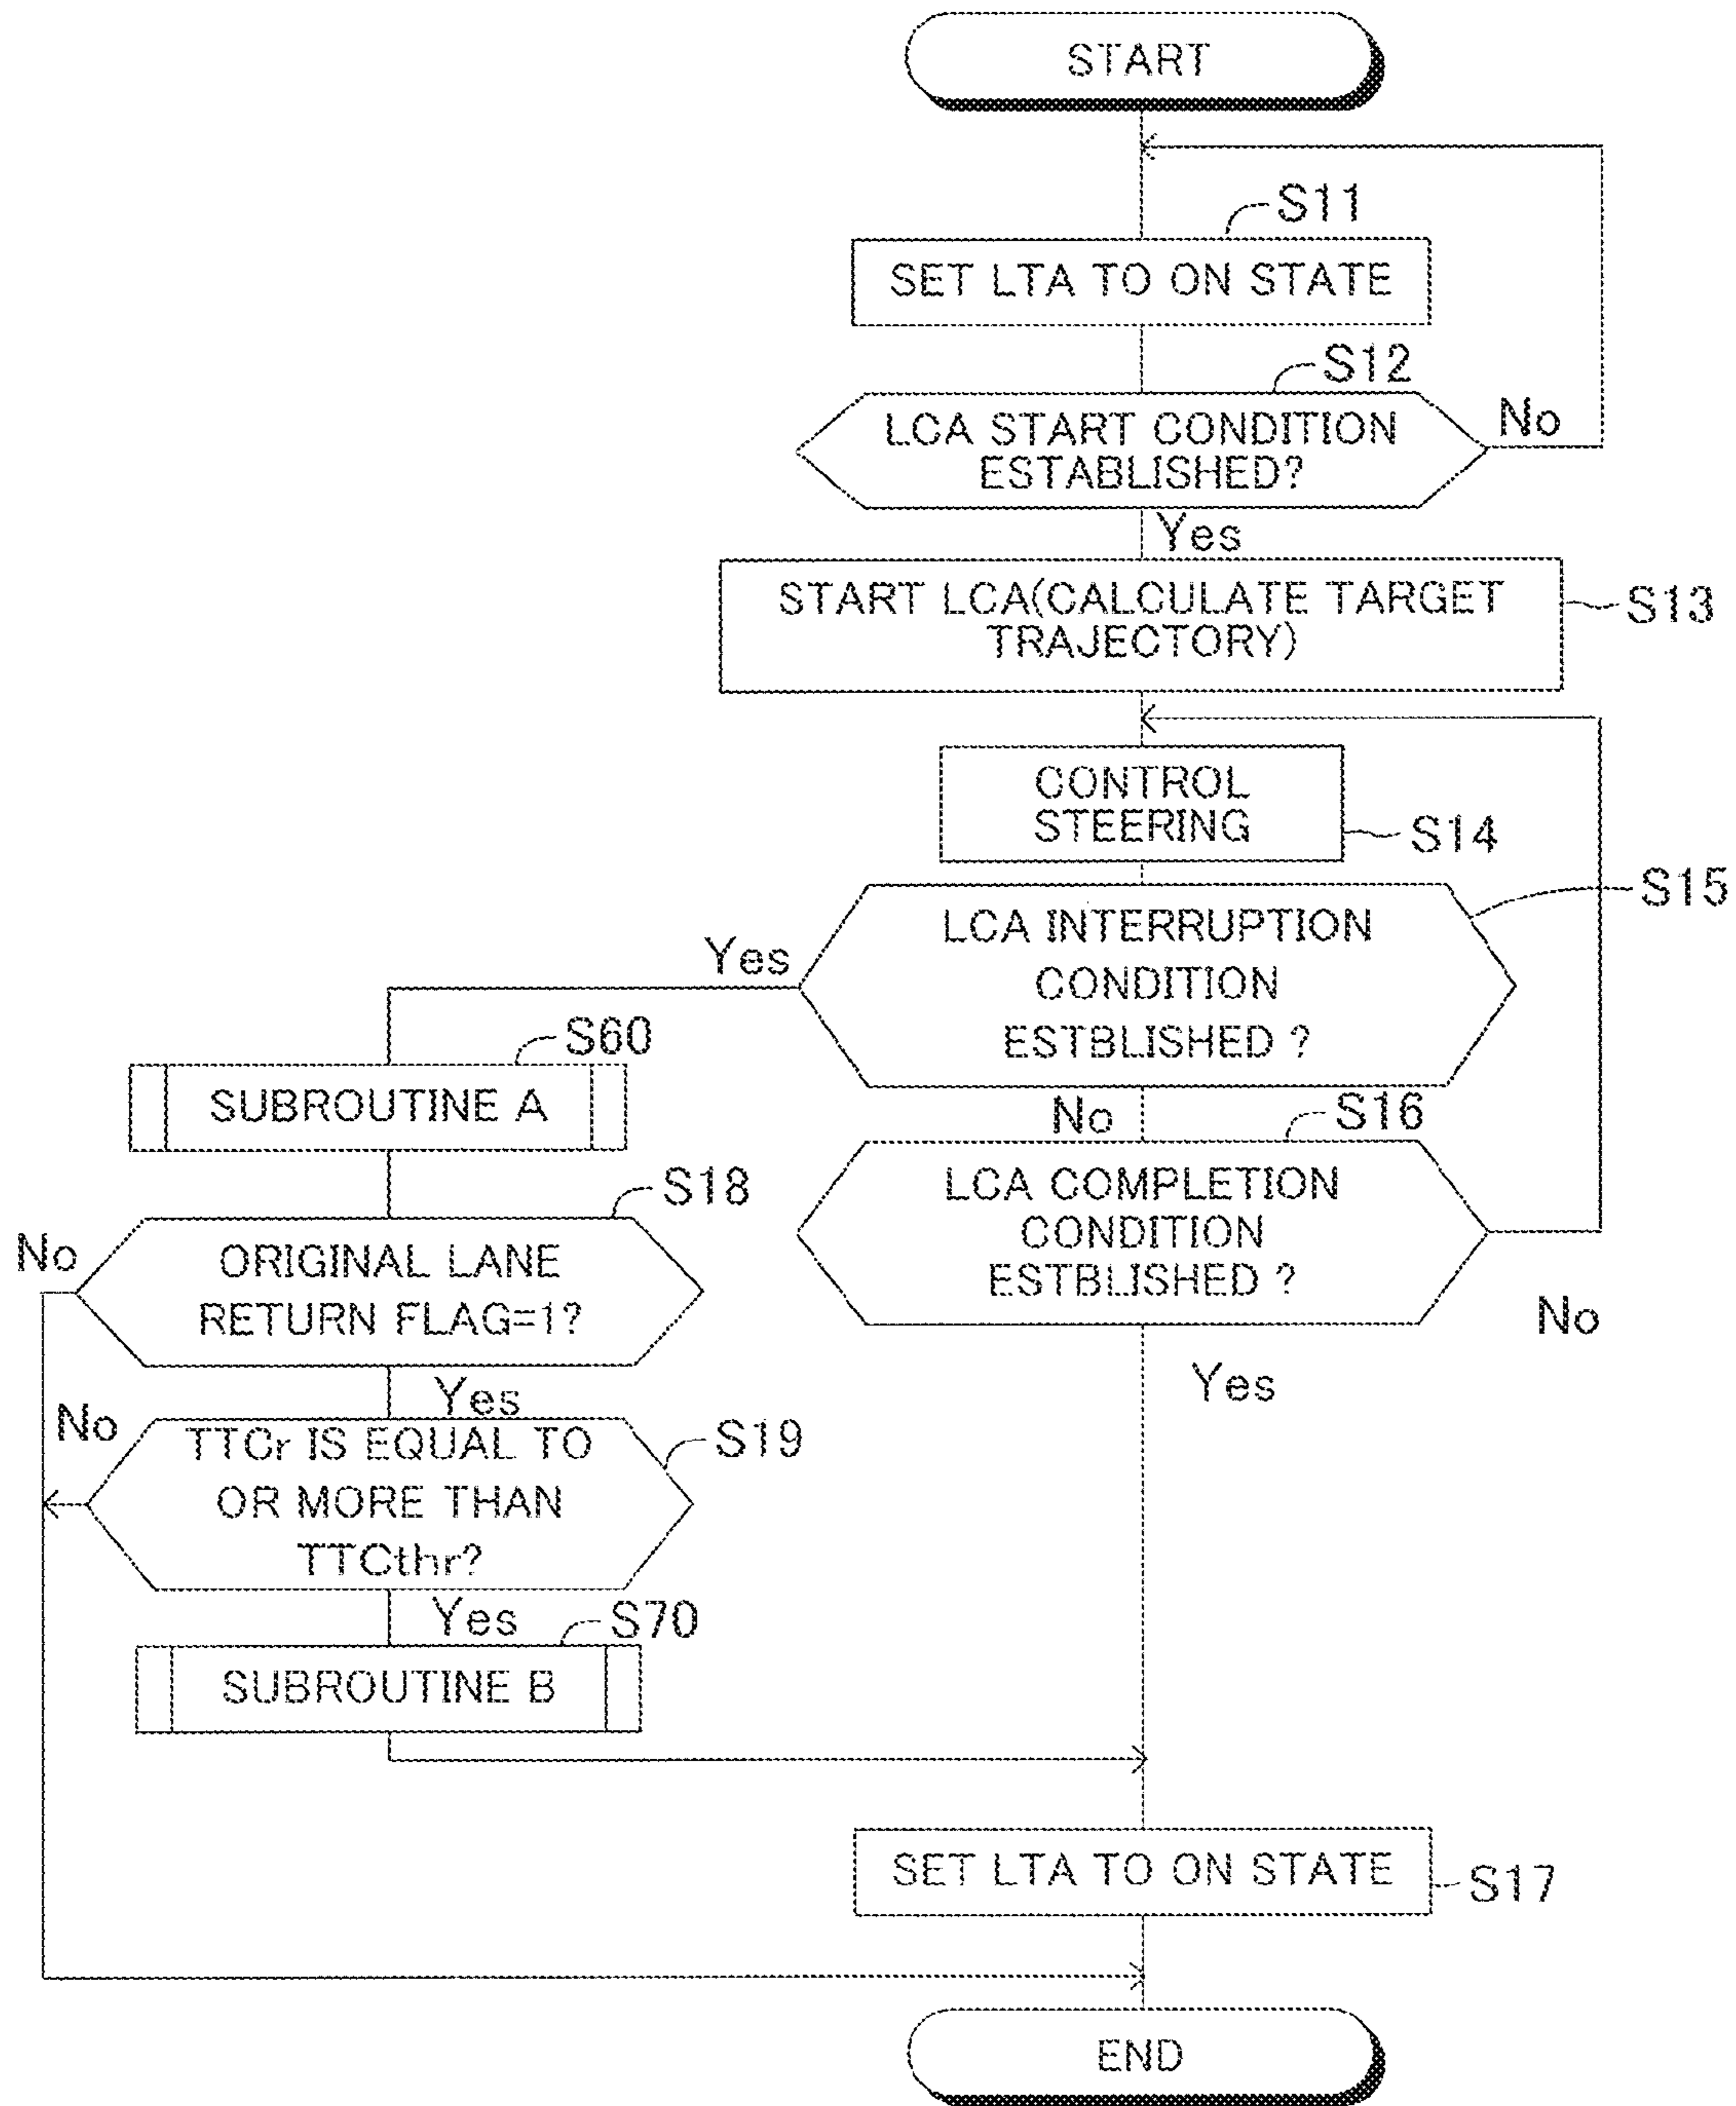 START
S11
SET LTA TO ON STATE
S12
LCA START CONDITION
ESTABLISHED?
No
Yes
START LCA(CALCULATE TARGET
TRAJECTORY)
S13
CONTROL
STEERING
S14
S15
LCA INTERRUPTION
CONDITION
ESTBLISHED ?
Yes
No
S60
SUBROUTINE A
S16
LCA COMPLETION
CONDITION
ESTBLISHED ?
No
Yes
S18
ORIGINAL LANE
RETURN FLAG=1?
No
Yes
S19
TTCr IS EQUAL TO
OR MORE THAN
TTCthr?
No
Yes
S70
SUBROUTINE B
SET LTA TO ON STATE
S17
END